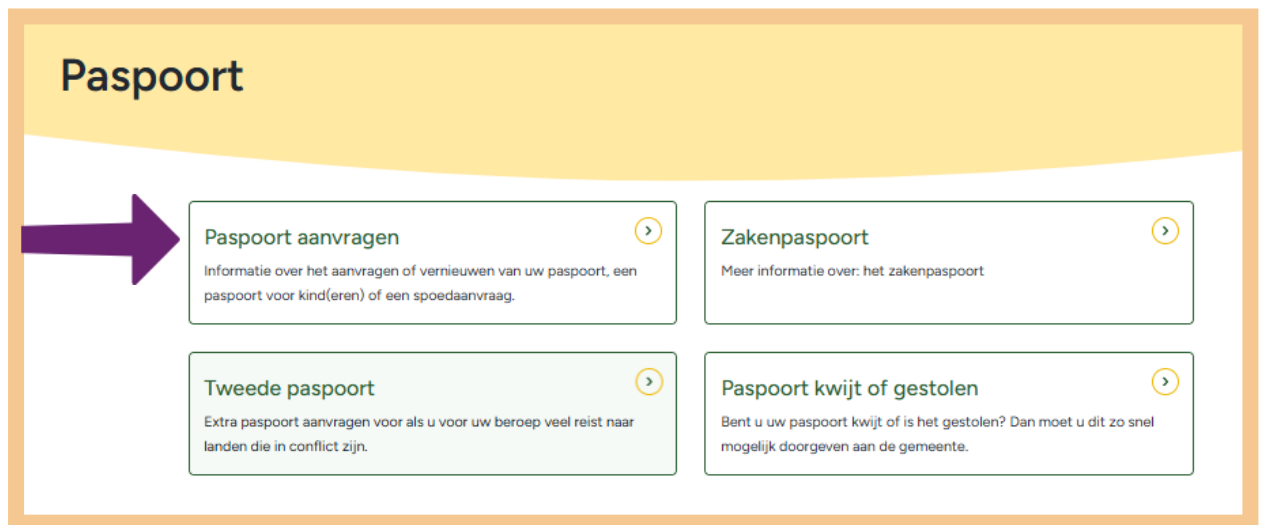 Paspoort
Paspoort aanvragen
Informatie over het aanvragen of vernieuwen van uw paspoort, een
paspoort voor kind(eren) of een spoedaanvraag.
Zakenpaspoort
Meer informatie over: het zakenpaspoort
Tweede paspoort
Extra paspoort aanvragen voor als u voor uw beroep veel reist naar
landen die in conflict zijn.
Paspoort kwijt of gestolen
Bent u uw paspoort kwijt of is het gestolen? Dan moet u dit zo snel
mogelijk doorgeven aan de gemeente.